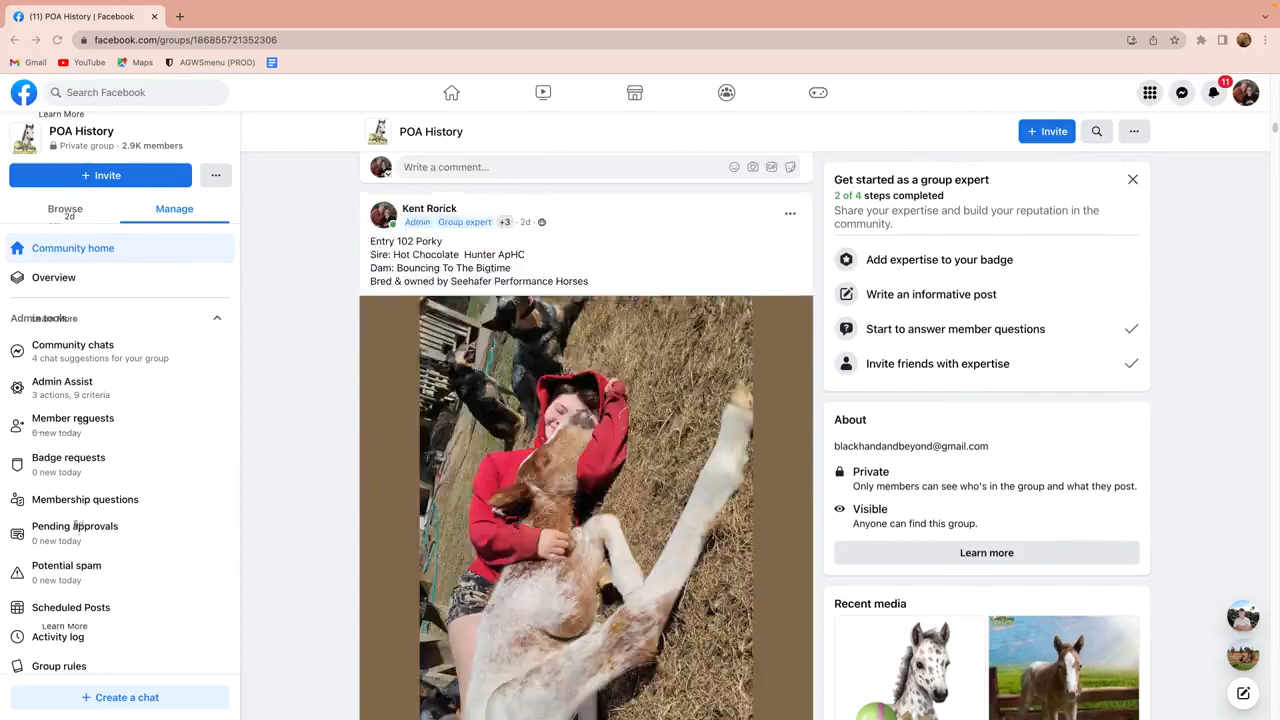 (11) POA History | Facebook
facebook.com/groups/186855721352306
Gmail YouTube Maps AGWSmenu (PROD)
Search Facebook
11
Learn More
POA History
Private group · 2.9K members
+ Invite
Browse Manage
2d
Community home
Overview
Admin tools
Learn More
Community chats
4 chat suggestions for your group
Admin Assist
3 actions, 9 criteria
Member requests
0 new today
Badge requests
0 new today
Membership questions
Pending approvals
0 new today
Potential spam
0 new today
Scheduled Posts
Learn More
Activity log
Group rules
+ Create a chat
POA History
+ Invite
Write a comment...
GIF
Kent Rorick
Admin Group expert +3 · 2d ·
Entry 102 Porky
Sire: Hot Chocolate Hunter ApHC
Dam: Bouncing To The Bigtime
Bred & owned by Seehafer Performance Horses
Get started as a group expert
2 of 4 steps completed
Share your expertise and build your reputation in the
community.
Add expertise to your badge
Write an informative post
Start to answer member questions
Invite friends with expertise
About
blackhandandbeyond@gmail.com
Private
Only members can see who's in the group and what they post.
Visible
Anyone can find this group.
Learn more
Recent media